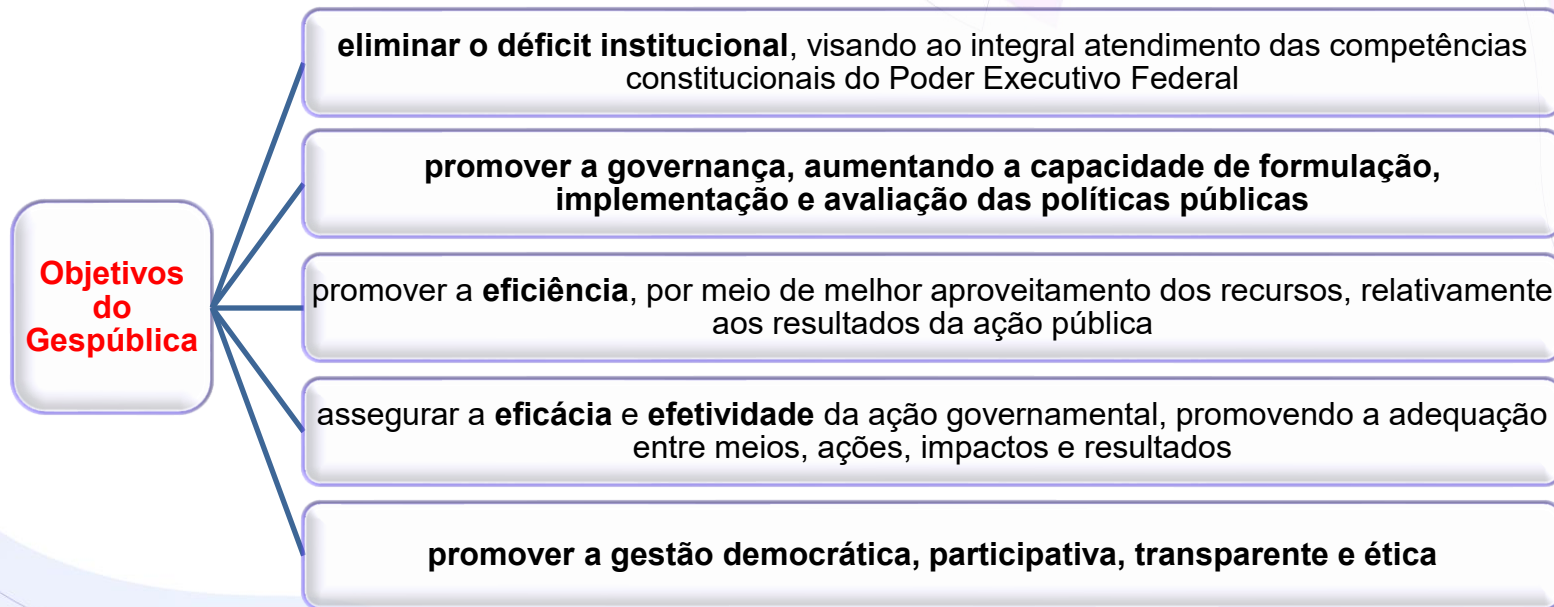 eliminar o déficit institucional, visando ao integral atendimento das competências
constitucionais do Poder Executivo Federal
promover a governança, aumentando a capacidade de formulação,
implementação e avaliação das políticas públicas
Objetivos
do
Gespública
promover a eficiência, por meio de melhor aproveitamento dos recursos, relativamente
aos resultados da ação pública
assegurar a eficácia e efetividade da ação governamental, promovendo a adequação
entre meios, ações, impactos e resultados
promover a gestão democrática, participativa, transparente e ética